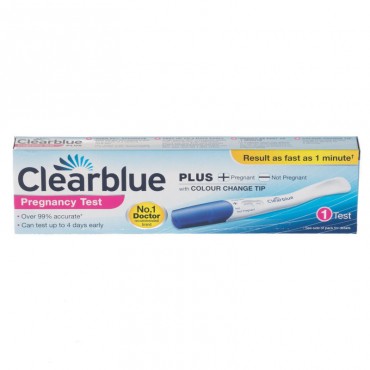 Result as fast as 1 minute†
Clearblue
PLUS + Pregnant — Not Pregnant
with COLOUR CHANGE TIP
Pregnancy Test
• Over 99% accurate*
• Can test up to 4 days early
No.1
Doctor
1 Test